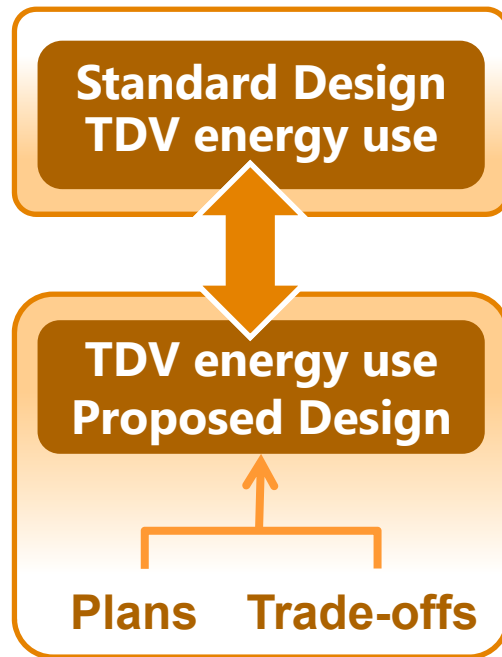 Standard Design
TDV energy use
TDV energy use
Proposed Design
Plans Trade-offs